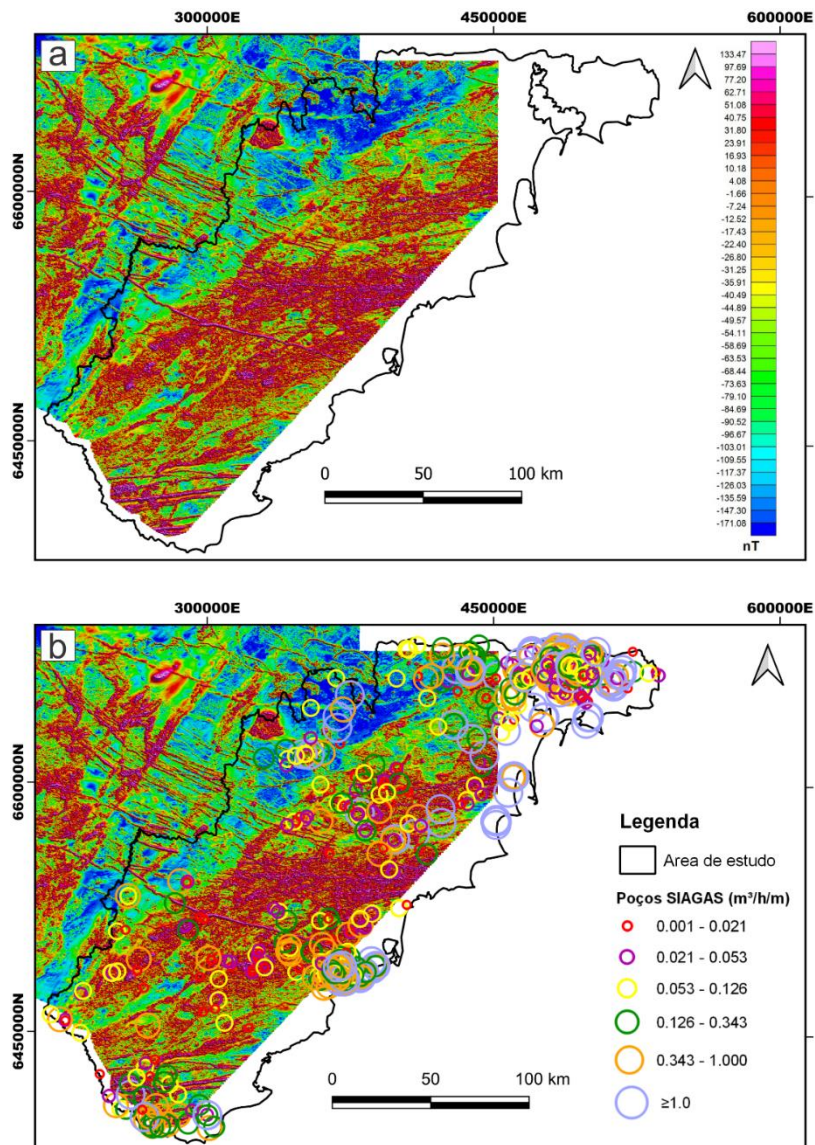 300000E 450000E 600000E
a
6600000N
6450000N
133.47
97.69
77.20
62.71
51.08
40.75
31.80
23.91
16.93
10.18
4.08
-1.66
-7.24
-12.52
-17.43
-22.40
-26.80
-31.25
-35.91
-40.49
-49.57
-54.11
-58.69
-63.53
-68.44
-73.63
-79.10
-84.69
-90.52
-96.67
-103.01
-109.55
-117.37
-126.03
-135.59
-147.30
-171.08
nT
0 50 100 km
300000E 450000E 600000E
b
6600000N
6450000N
Legenda
Area de estudo
Poços SIAGAS (m³/h/m)
0.001 - 0.021
0.021 - 0.053
0.053 - 0.126
0.126 - 0.343
0.343 - 1.000
≥1.0
0 50 100 km